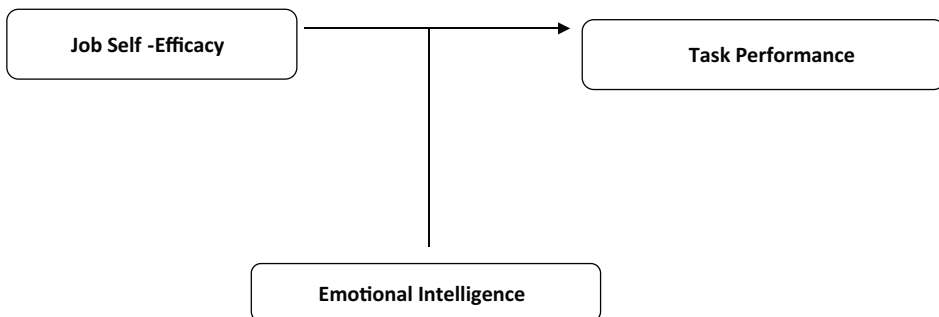 Job Self -Efficacy
Task Performance
Emotional Intelligence